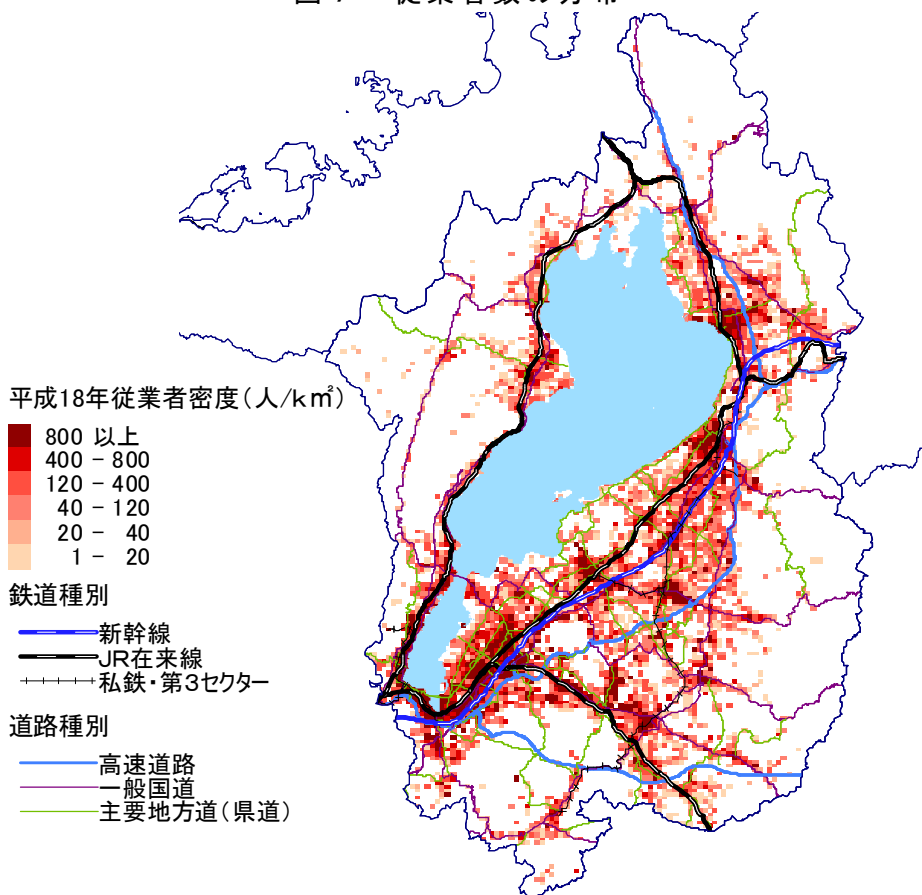 平成18年従業者密度(人/k㎡)
800 以上
400 - 800
120 - 400
40 - 120
20 - 40
1 - 20
鉄道種別
新幹線
JR在来線
私鉄・第3セクター
道路種別
高速道路
一般国道
主要地方道(県道)